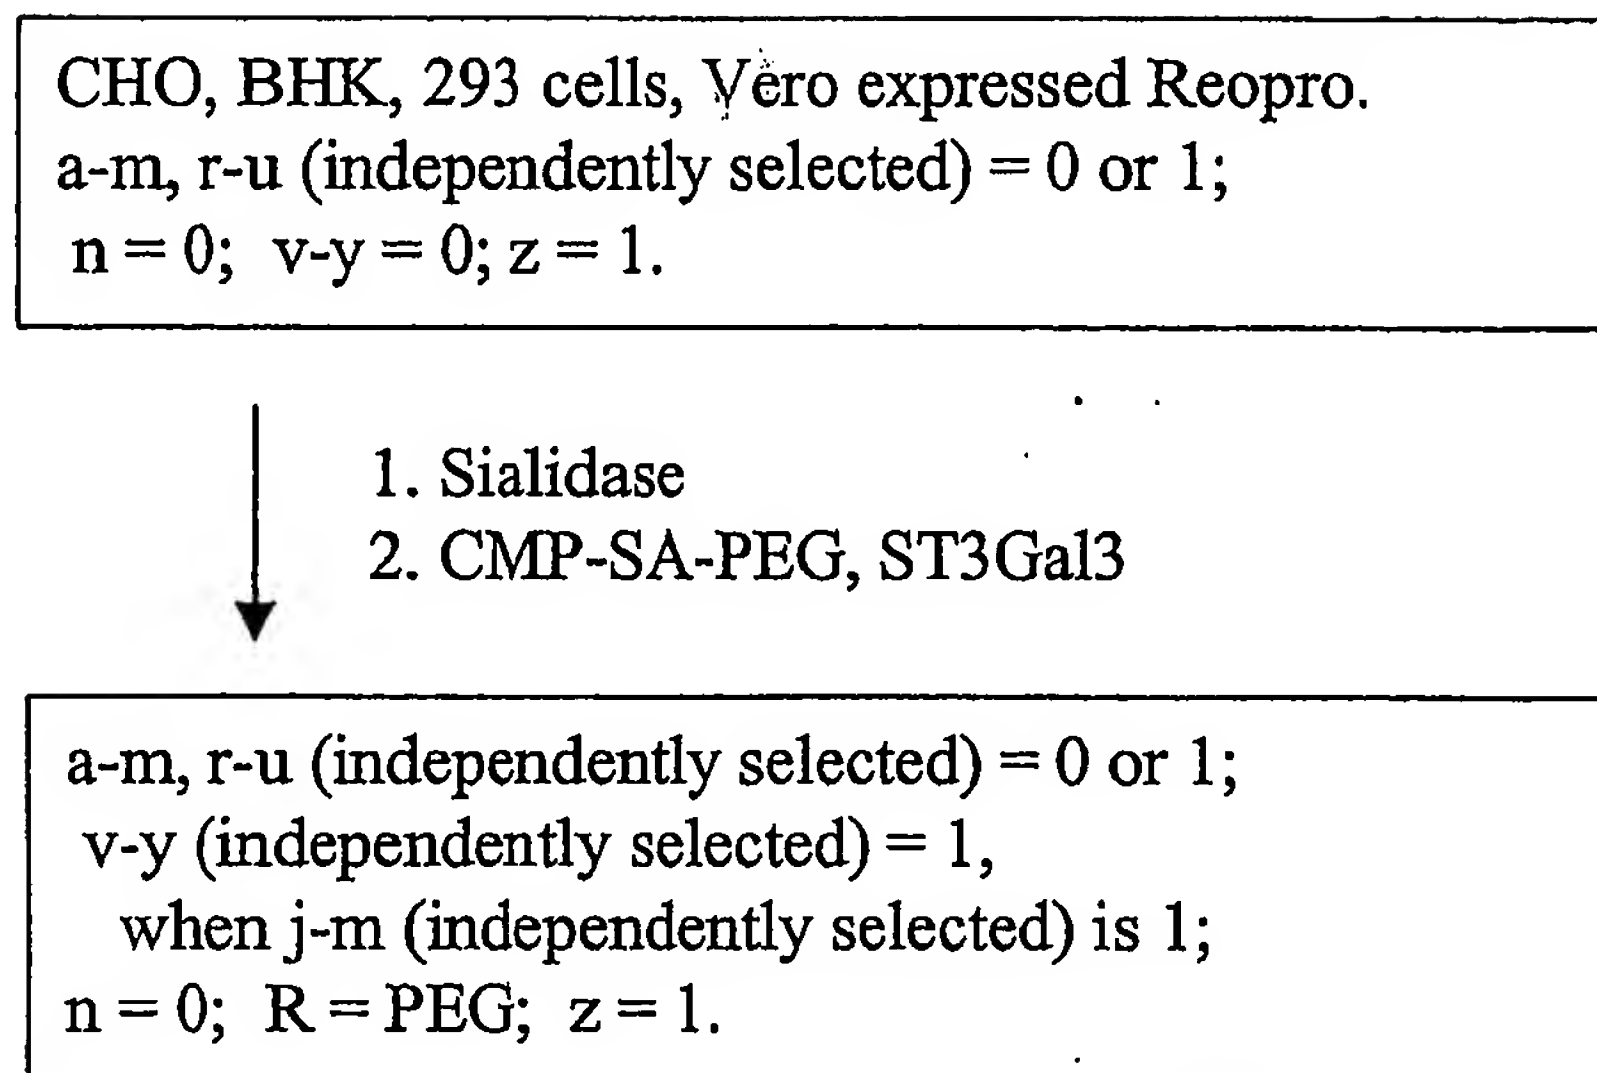 CHO, BHK, 293 cells, Vero expressed Reopro.
a-m, r-u (independently selected) = 0 or 1;
n = 0; v-y = 0; z = 1.
1. Sialidase
2. CMP-SA-PEG, ST3Gal3
a-m, r-u (independently selected) = 0 or 1;
v-y (independently selected) = 1,
when j-m (independently selected) is 1;
n = 0; R = PEG; z = 1.